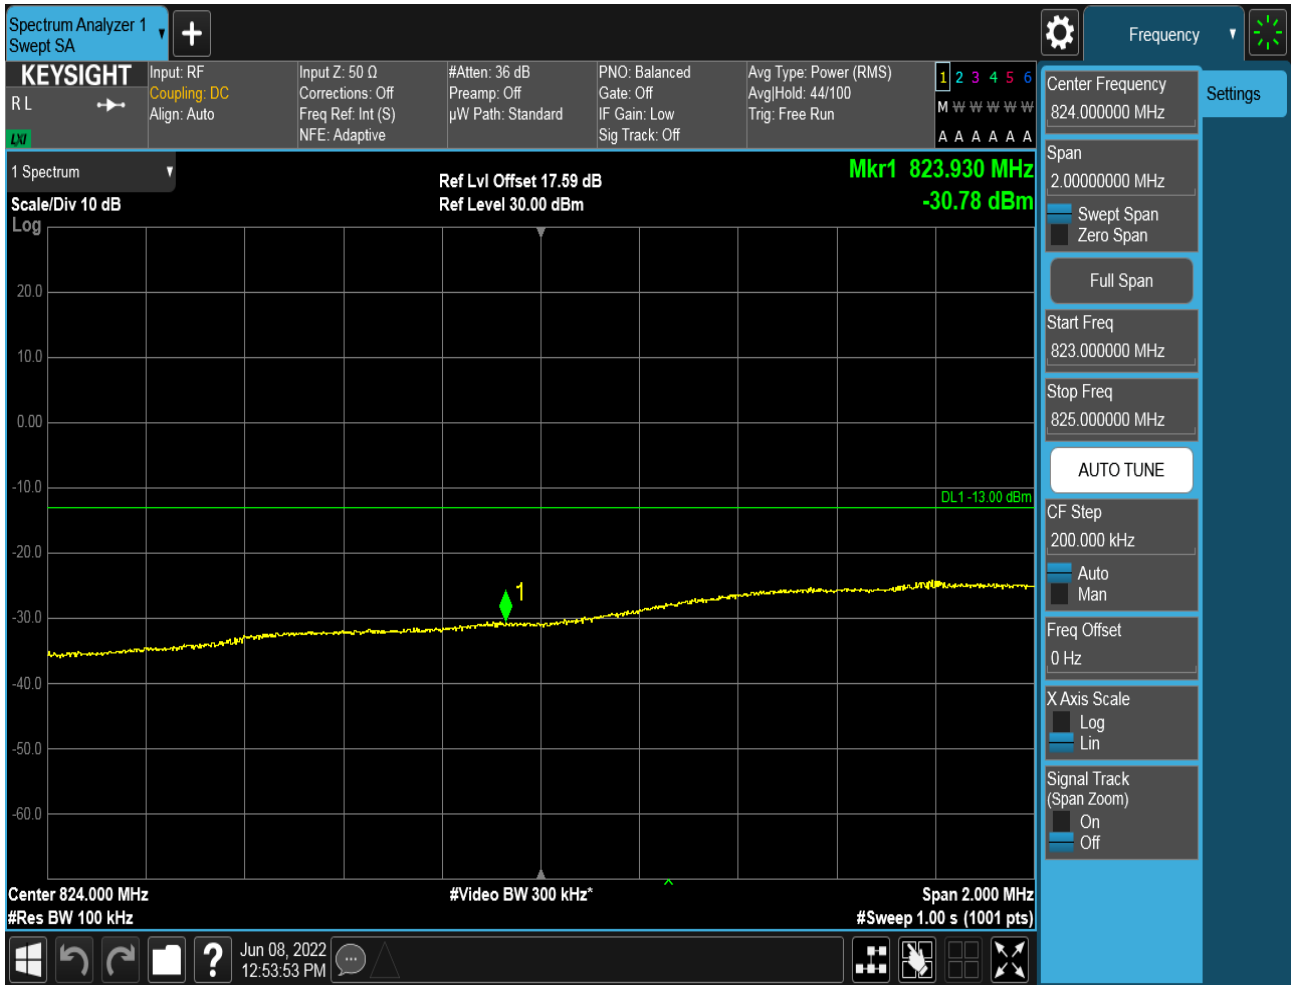 Spectrum Analyzer 1
Swept SA
Frequency
KEYSIGHT
R L
LXI
Input: RF
Coupling: DC
Align: Auto
Input Z: 50 Ω
Corrections: Off
Freq Ref: Int (S)
NFE: Adaptive
#Atten: 36 dB
Preamp: Off
µW Path: Standard
PNO: Balanced
Gate: Off
IF Gain: Low
Sig Track: Off
Avg Type: Power (RMS)
Avg|Hold: 44/100
Trig: Free Run
1 2 3 4 5 6
M W W W W W
A A A A A A
1 Spectrum
Scale/Div 10 dB
Log
Ref Lvl Offset 17.59 dB
Ref Level 30.00 dBm
Mkr1 823.930 MHz
-30.78 dBm
20.0
10.0
0.00
-10.0
-20.0
-30.0
-40.0
-50.0
-60.0
DL1 -13.00 dBm
1
Center 824.000 MHz
#Res BW 100 kHz
#Video BW 300 kHz*
Span 2.000 MHz
#Sweep 1.00 s (1001 pts)
Jun 08, 2022
12:53:53 PM
Center Frequency
824.000000 MHz
Span
2.00000000 MHz
Swept Span
Zero Span
Full Span
Start Freq
823.000000 MHz
Stop Freq
825.000000 MHz
AUTO TUNE
CF Step
200.000 kHz
Auto
Man
Freq Offset
0 Hz
X Axis Scale
Log
Lin
Signal Track
(Span Zoom)
On
Off
Settings